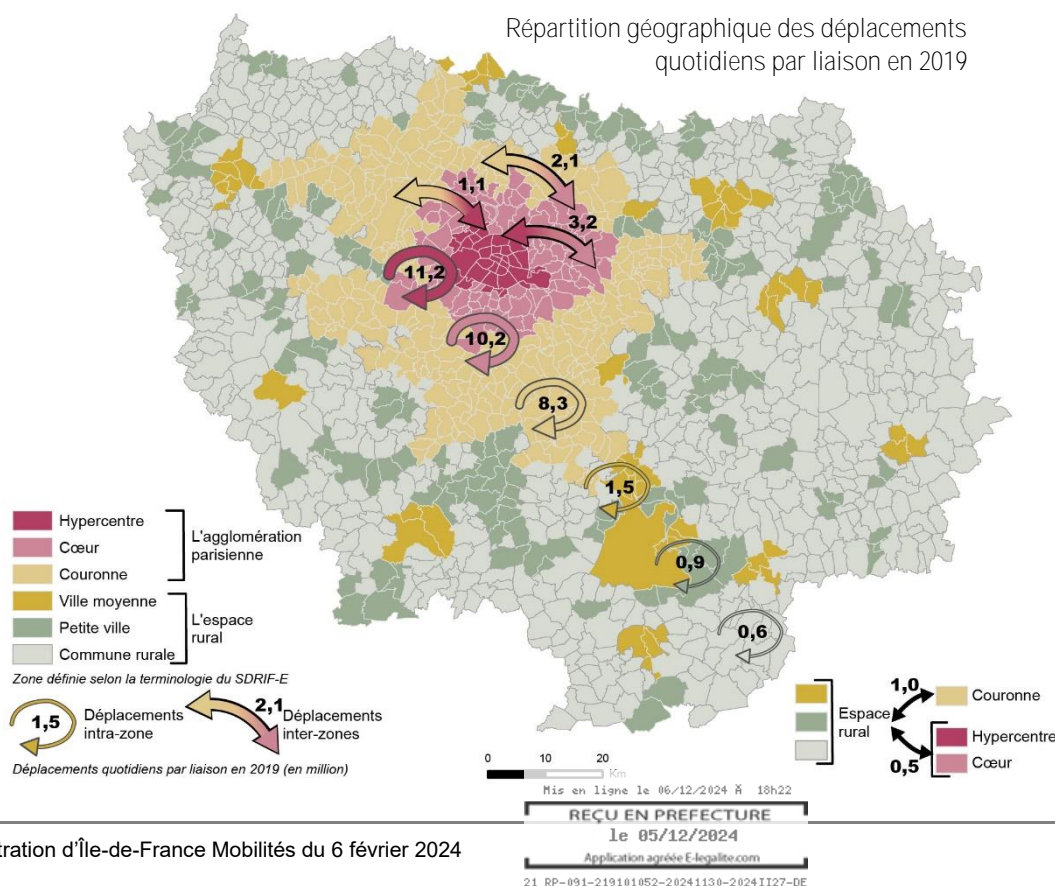 Répartition géographique des déplacements
quotidiens par liaison en 2019
2,1
1,1
3,2
11,2
10,2
8,3
1,5
0,9
0,6
Hypercentre
Cœur
Couronne
L'agglomération
parisienne
Ville moyenne
Petite ville
Commune rurale
L'espace
rural
Zone définie selon la terminologie du SDRIF-E
1,5
Déplacements
intra-zone
2,1
Déplacements
inter-zones
Déplacements quotidiens par liaison en 2019 (en million)
0 10 20
Km
Espace
rural
1,0
Couronne
0,5
Hypercentre
Cœur
Mis en ligne le 06/12/2024 À 18h22
REÇU EN PREFECTURE
le 05/12/2024
Application agréée E-legalite.com
21_RP-091-219101052-20241130-2024II27-DE
tration d'Île-de-France Mobilités du 6 février 2024